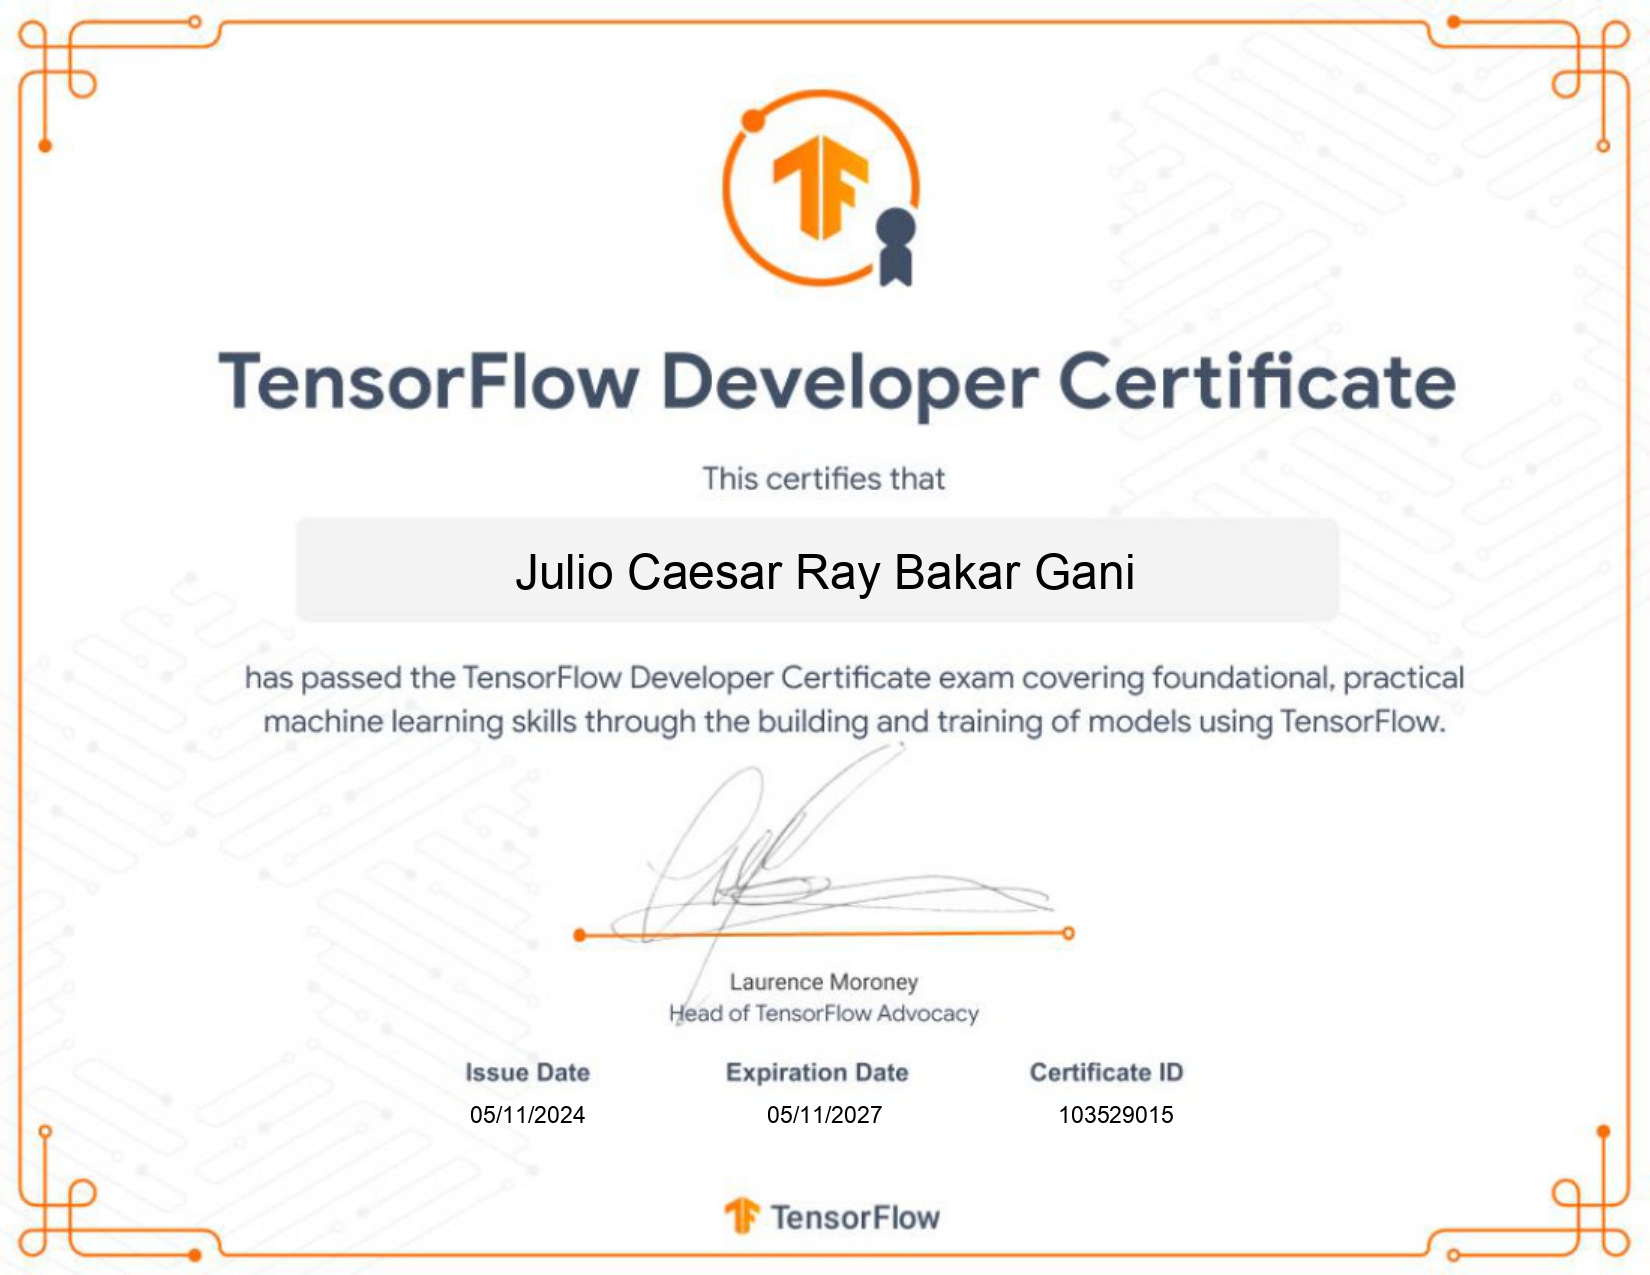 TensorFlow Developer Certificate
This certifies that
Julio Caesar Ray Bakar Gani
has passed the TensorFlow Developer Certificate exam covering foundational, practical
machine learning skills through the building and training of models using TensorFlow.
Laurence Moroney
Head of TensorFlow Advocacy
Issue Date Expiration Date Certificate ID
05/11/2024 05/11/2027 103529015
TensorFlow